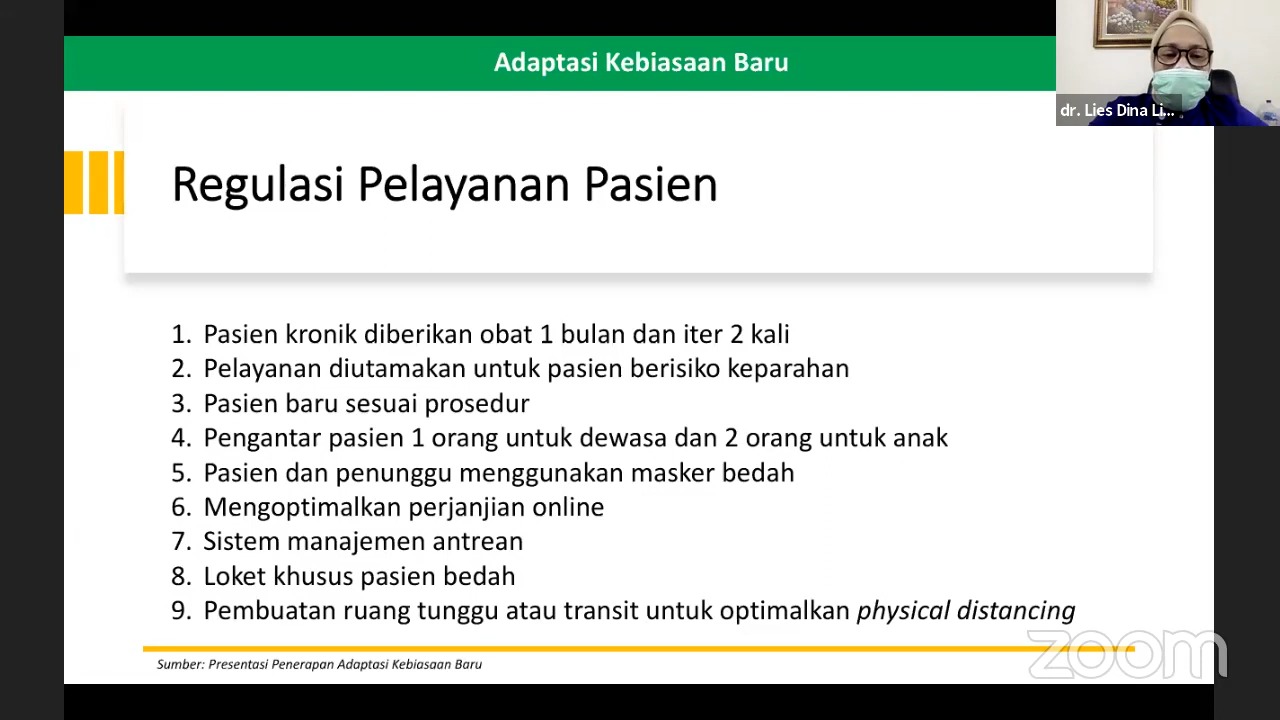 Adaptasi Kebiasaan Baru
dr. Lies Dina Li...
Regulasi Pelayanan Pasien
1. Pasien kronik diberikan obat 1 bulan dan iter 2 kali
2. Pelayanan diutamakan untuk pasien berisiko keparahan
3. Pasien baru sesuai prosedur
4. Pengantar pasien 1 orang untuk dewasa dan 2 orang untuk anak
5. Pasien dan penunggu menggunakan masker bedah
6. Mengoptimalkan perjanjian online
7. Sistem manajemen antrean
8. Loket khusus pasien bedah
9. Pembuatan ruang tunggu atau transit untuk optimalkan physical distancing
Sumber: Presentasi Penerapan Adaptasi Kebiasaan Baru
zoom